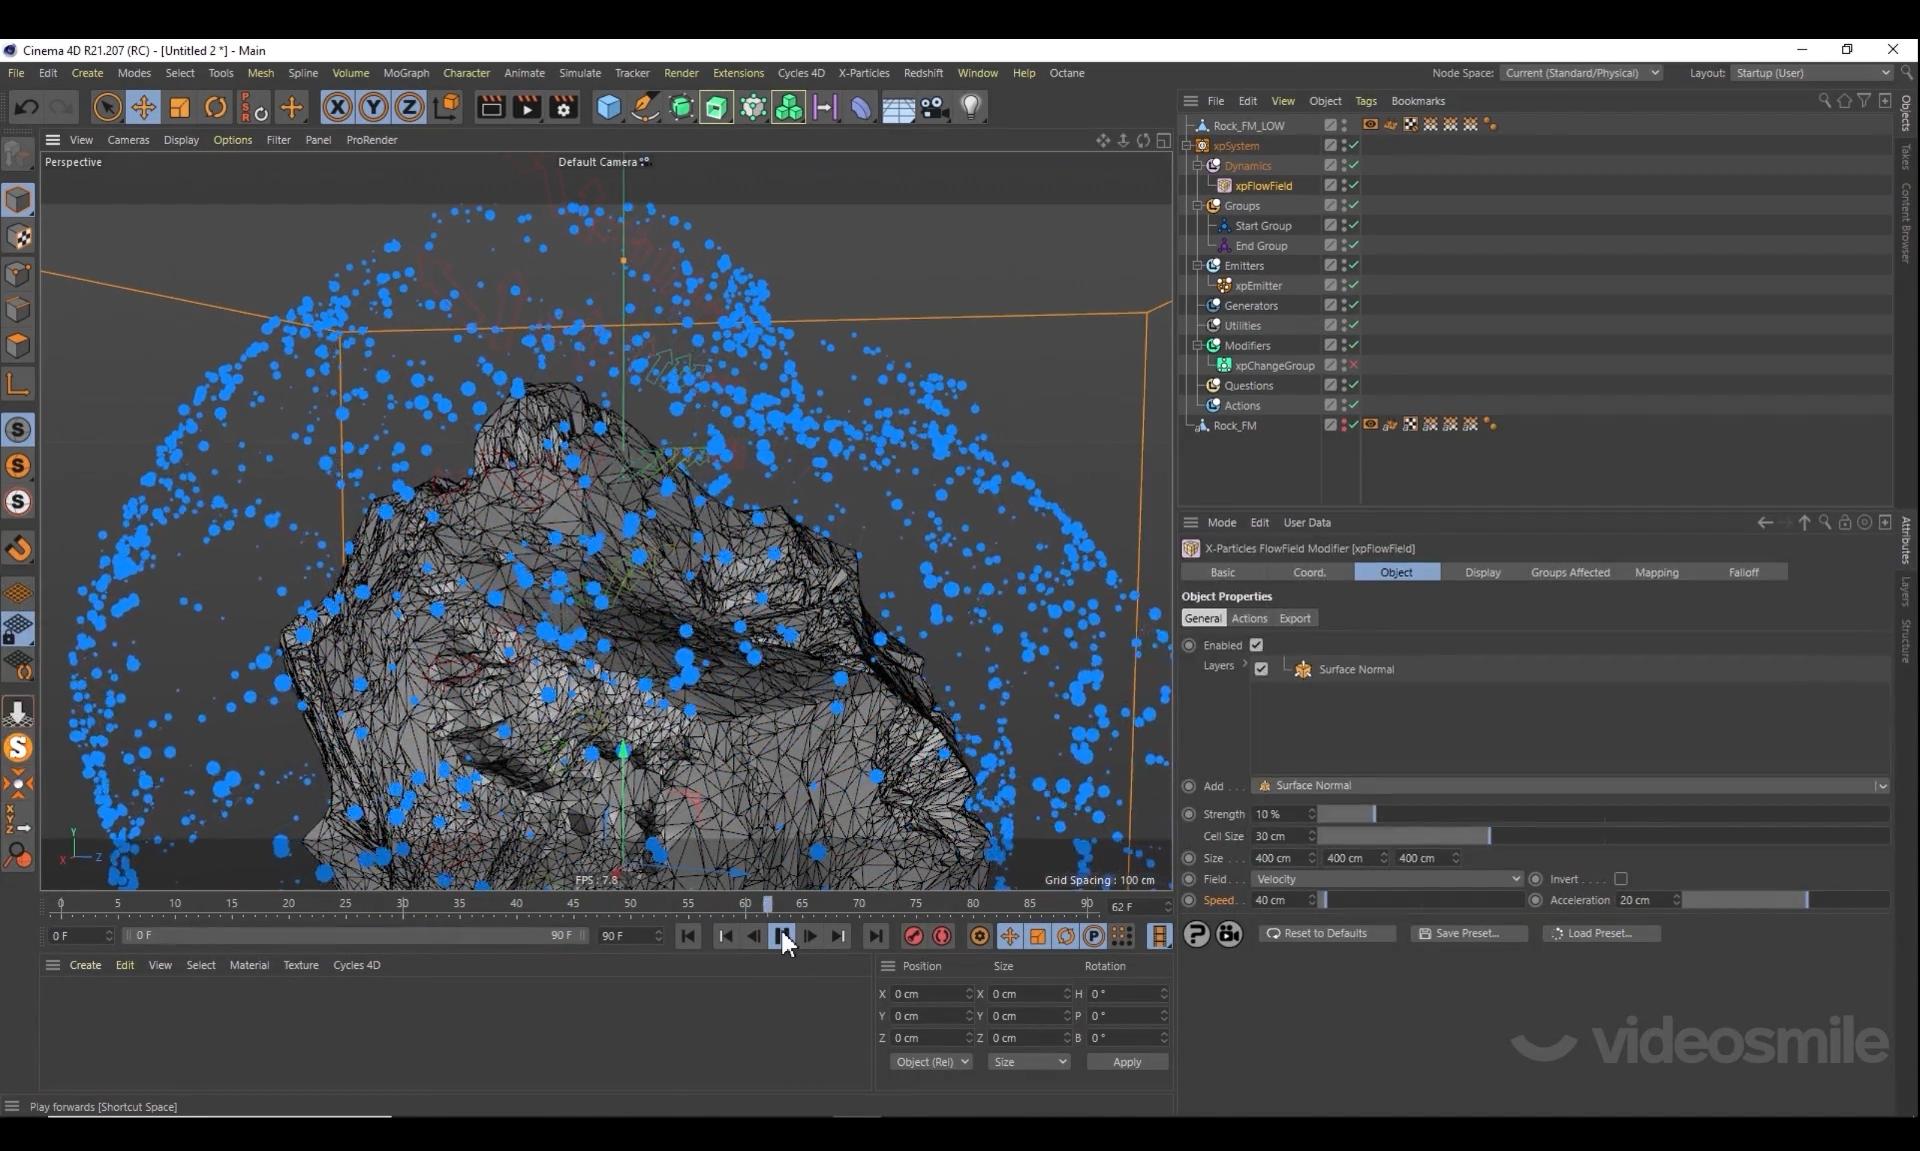 Cinema 4D R21.207 (RC) - [Untitled 2 *] - Main
File Edit Create Modes Select Tools Mesh Spline Volume MoGraph Character Animate Simulate Tracker Render Extensions Cycles 4D X-Particles Redshift Window Help Octane
Node Space: Current (Standard/Physical) Layout: Startup (User)
File Edit View Object Tags Bookmarks
View Cameras Display Options Filter Panel ProRender
Perspective
Default Camera
Rock_FM_LOW
xpSystem
Dynamics
xpFlowField
Groups
Start Group
End Group
Emitters
xpEmitter
Generators
Utilities
Modifiers
xpChangeGroup
Questions
Actions
Rock_FM
Objects
Takes
Content Browser
Attributes
Layers
Structure
Mode Edit User Data
X-Particles FlowField Modifier [xpFlowField]
Basic Coord. Object Display Groups Affected Mapping Falloff
Object Properties
General Actions Export
Enabled
Layers Surface Normal
Add . . . Surface Normal
Strength 10 %
Cell Size 30 cm
Size . . . 400 cm 400 cm 400 cm
Field. . . Velocity Invert . . . .
Speed. . 40 cm Acceleration 20 cm
Reset to Defaults Save Preset... Load Preset...
FPS : 7.8
Grid Spacing : 100 cm
0 5 10 15 20 25 30 35 40 45 50 55 60 65 70 75 80 85 90 62 F
0 F 0 F 90 F 90 F
Create Edit View Select Material Texture Cycles 4D
Position Size Rotation
X 0 cm X 0 cm H 0 °
Y 0 cm Y 0 cm P 0 °
Z 0 cm Z 0 cm B 0 °
Object (Rel) Size Apply
videosmile
Play forwards [Shortcut Space]